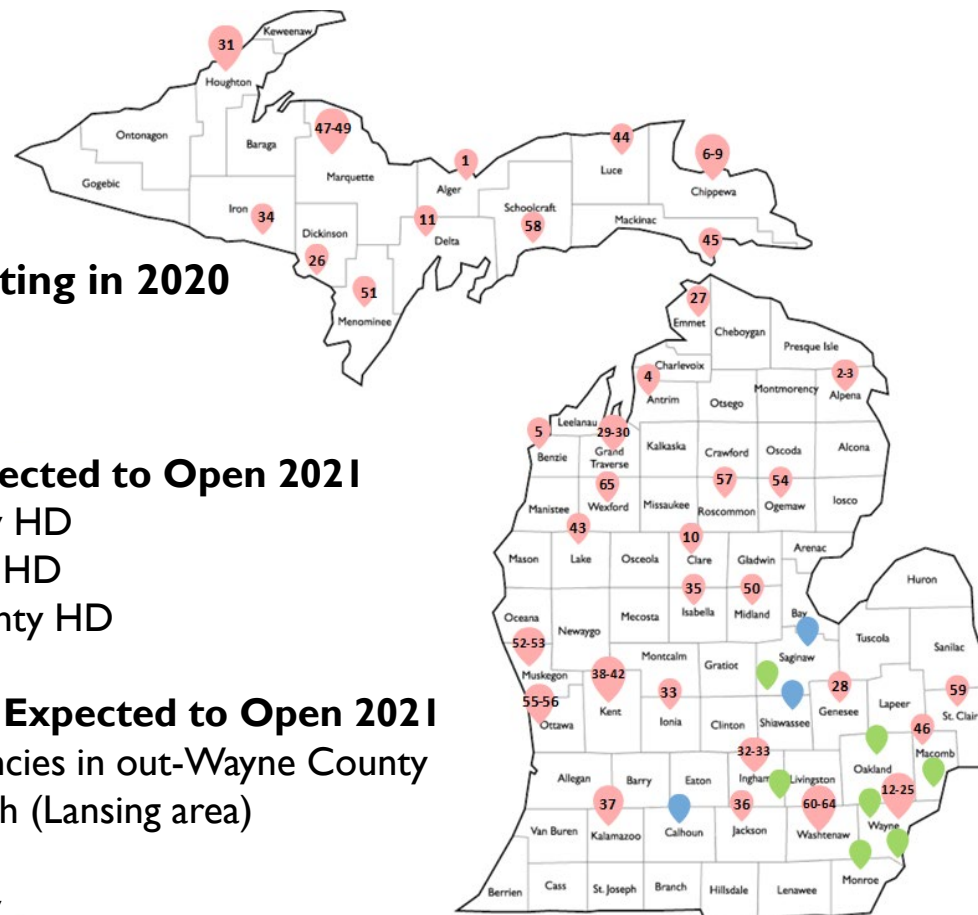 Keweenaw
31
Houghton
Ontonagon
Baraga
47-49
Marquette
Gogebic
1
Alger
44
Luce
6-9
Chippewa
Iron
34
Dickinson
26
11
Delta
Schoolcraft
58
Mackinac
45
51
Menominee
ting in 2020
27
Emmet
Cheboygan
Presque Isle
Charlevoix
4
Antrim
Otsego
Montmorency
2-3
Alpena
Leelanau
5
Benzie
29-30
Grand
Traverse
Kalkaska
Crawford
Oscoda
Alcona
ected to Open 2021
HD
HD
nty HD
Manistee
65
Wexford
Missaukee
57
Roscommon
54
Ogemaw
Iosco
43
Mason
Lake
Osceola
10
Clare
Gladwin
Arenac
Huron
Oceana
Newaygo
Mecosta
35
Isabella
50
Midland
Bay
Tuscola
Sanilac
52-53
Muskegon
Montcalm
Gratiot
Saginaw
Expected to Open 2021
ncies in out-Wayne County
h (Lansing area)
55-56
Ottawa
38-42
Kent
33
Ionia
Clinton
Shiawassee
28
Genesee
Lapeer
59
St. Clair
46
Macomb
Allegan
Barry
Eaton
32-33
Ingham
Livingston
Oakland
Van Buren
37
Kalamazoo
Calhoun
36
Jackson
60-64
Washtenaw
12-25
Wayne
Berrien
Cass
St. Joseph
Branch
Hillsdale
Lenawee
Monroe